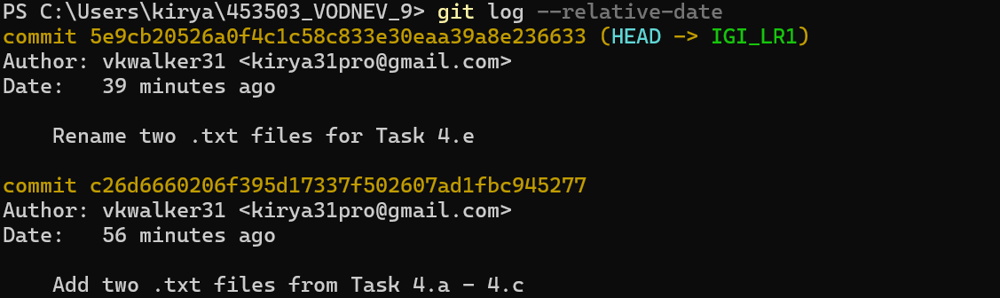 PS C:\Users\kirya\453503_VODNEV_9> git log --relative-date
commit 5e9cb20526a0f4c1c58c833e30eaa39a8e236633 (HEAD -> IGI_LR1)
Author: vkwalker31 <kirya31pro@gmail.com>
Date:   39 minutes ago

    Rename two .txt files for Task 4.e

commit c26d6660206f395d17337f502607ad1fbc945277
Author: vkwalker31 <kirya31pro@gmail.com>
Date:   56 minutes ago

    Add two .txt files from Task 4.a - 4.c